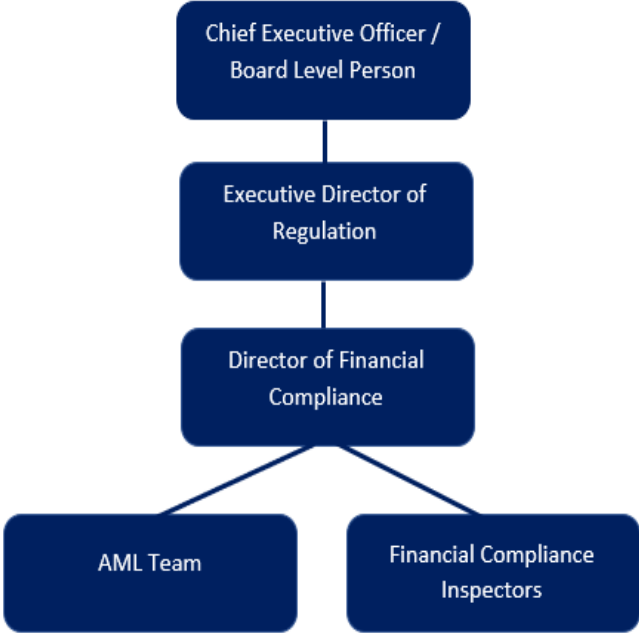 Chief Executive Officer /
Board Level Person
Executive Director of
Regulation
Director of Financial
Compliance
AML Team
Financial Compliance
Inspectors